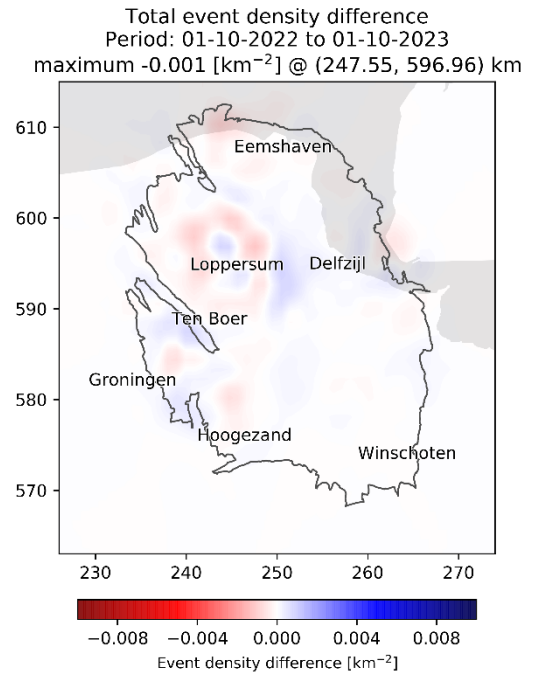 Total event density difference
Period: 01-10-2022 to 01-10-2023
maximum -0.001 [km⁻²] @ (247.55, 596.96) km
610
Eemshaven
600
Loppersum
Delfzijl
590
Ten Boer
Groningen
580
Hoogezand
Winschoten
570
230 240 250 260 270
−0.008 −0.004 0.000 0.004 0.008
Event density difference [km⁻²]